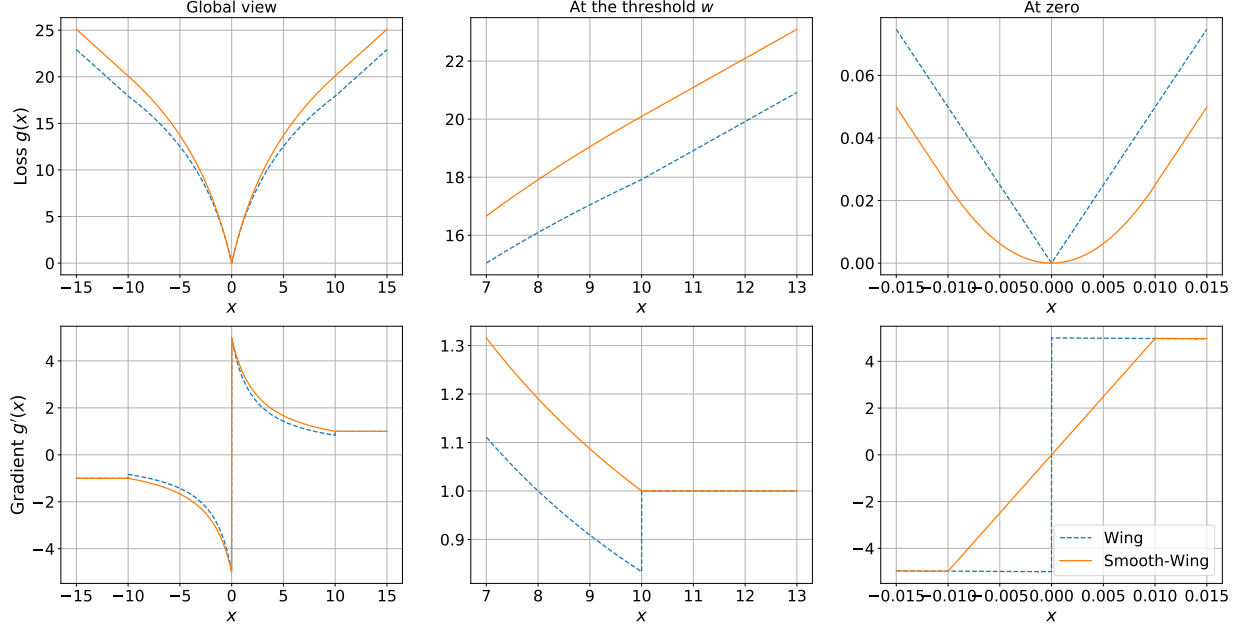 Global view
At the threshold w
At zero
Loss g(x)
25
20
15
10
5
0
−15 −10 −5 0 5 10 15
x
22
20
18
16
7 8 9 10 11 12 13
x
0.06
0.04
0.02
0.00
−0.015 −0.010 −0.005 0.000 0.005 0.010 0.015
x
Gradient g′(x)
4
2
0
−2
−4
−15 −10 −5 0 5 10 15
x
1.3
1.2
1.1
1.0
0.9
7 8 9 10 11 12 13
x
4
2
0
−2
−4
Wing
Smooth-Wing
−0.015 −0.010 −0.005 0.000 0.005 0.010 0.015
x